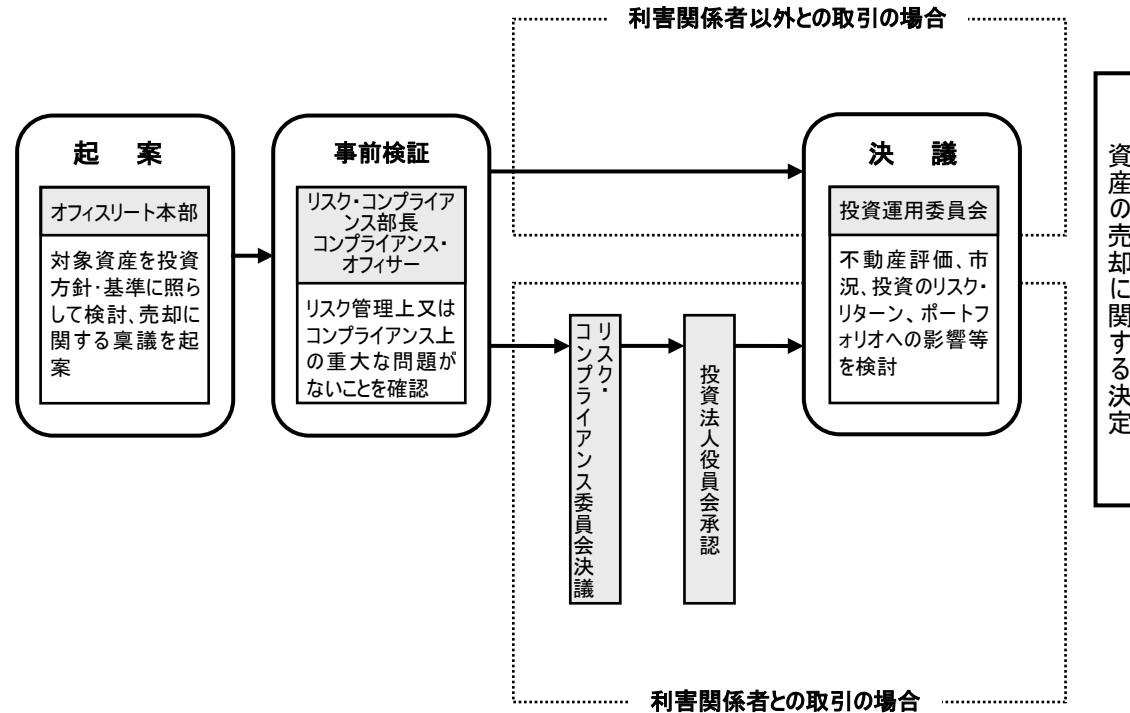 利害関係者以外との取引の場合
起　案
オフィスリート本部
対象資産を投資
方針・基準に照ら
して検討、売却に
関する稟議を起
案
事前検証
リスク・コンプライア
ンス部長
コンプライアンス・
オフィサー
リスク管理上又は
コンプライアンス上
の重大な問題が
ないことを確認
リスク・
コンプライアンス委員会決議
投資法人役員会承認
決　議
投資運用委員会
不動産評価、市
況、投資のリスク・
リターン、ポートフ
ォリオへの影響等
を検討
資産の売却に関する決定
利害関係者との取引の場合